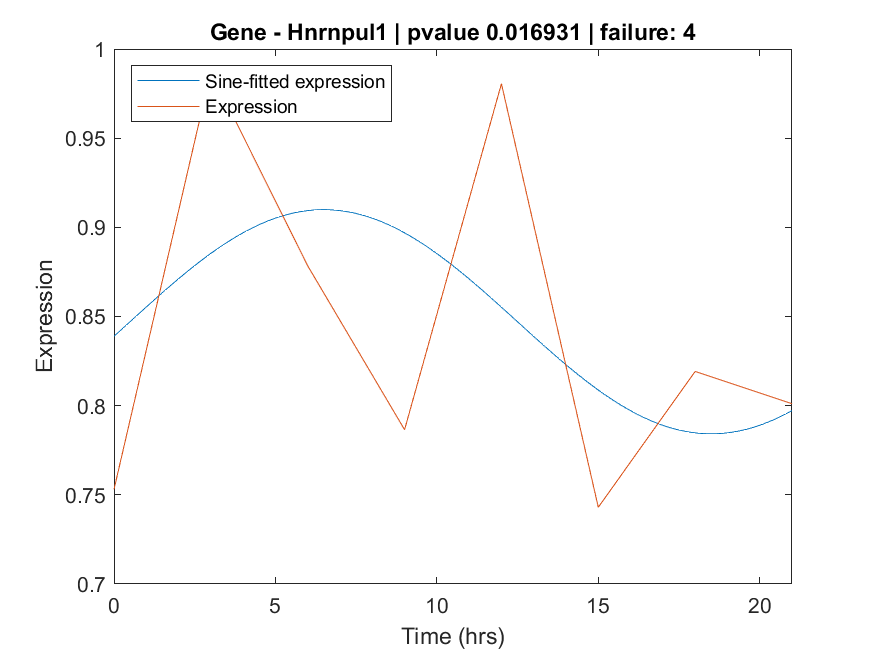 Gene - Hnrnpul1 | pvalue 0.016931 | failure: 4
1
Sine-fitted expression
Expression
0.95
0.9
0.85
0.8
0.75
0.7
Expression
0
5
10
15
20
Time (hrs)